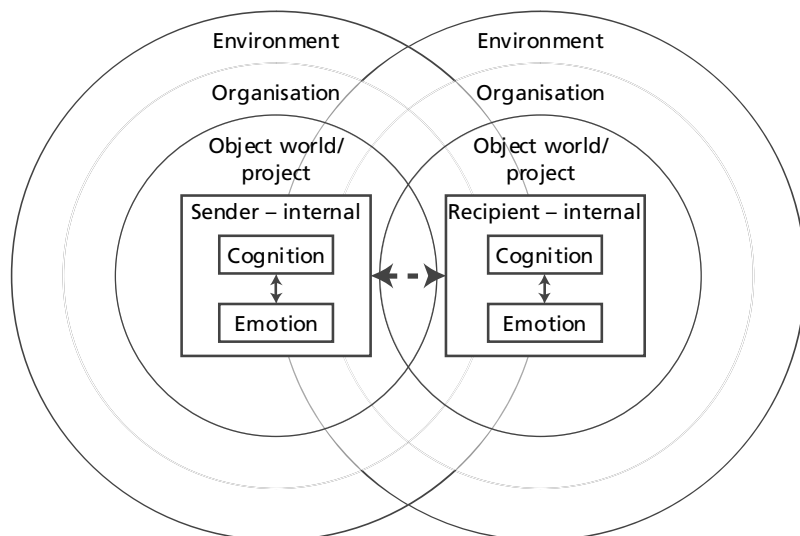 Environment
Environment
Organisation
Organisation
Object world/
project
Object world/
project
Sender – internal
Recipient – internal
Cognition
Cognition
Emotion
Emotion